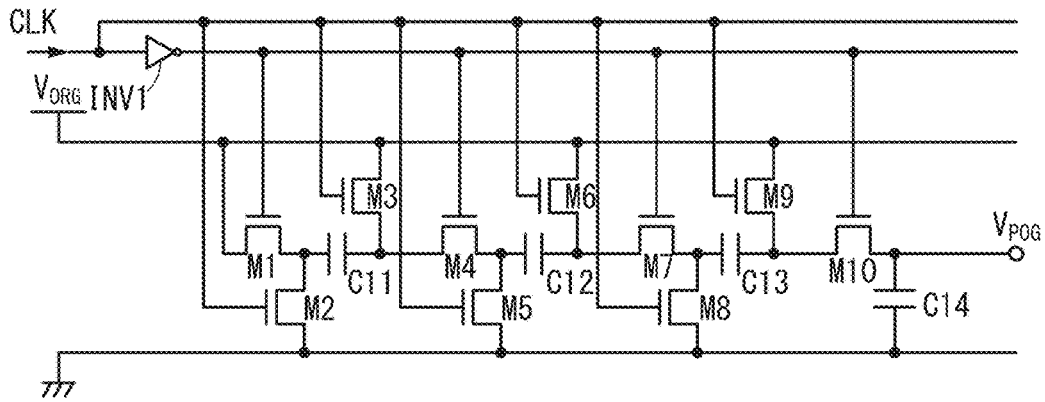 CLK
V_ORG INV1
M3 M6 M9
V_POG
M1 C11 M4 C12 M7 C13 M10
M2 M5 M8 C14